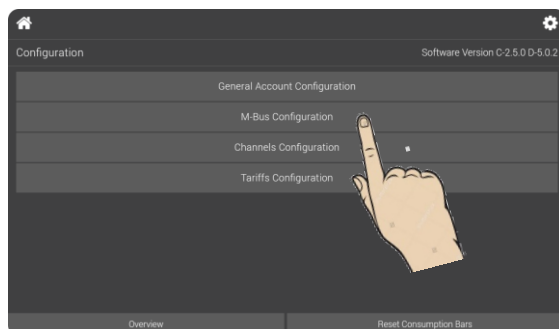 Configuration
Software Version C-2.5.0 D-5.0.2
General Account Configuration
M-Bus Configuration
Channels Configuration
Tariffs Configuration
Overview
Reset Consumption Bars